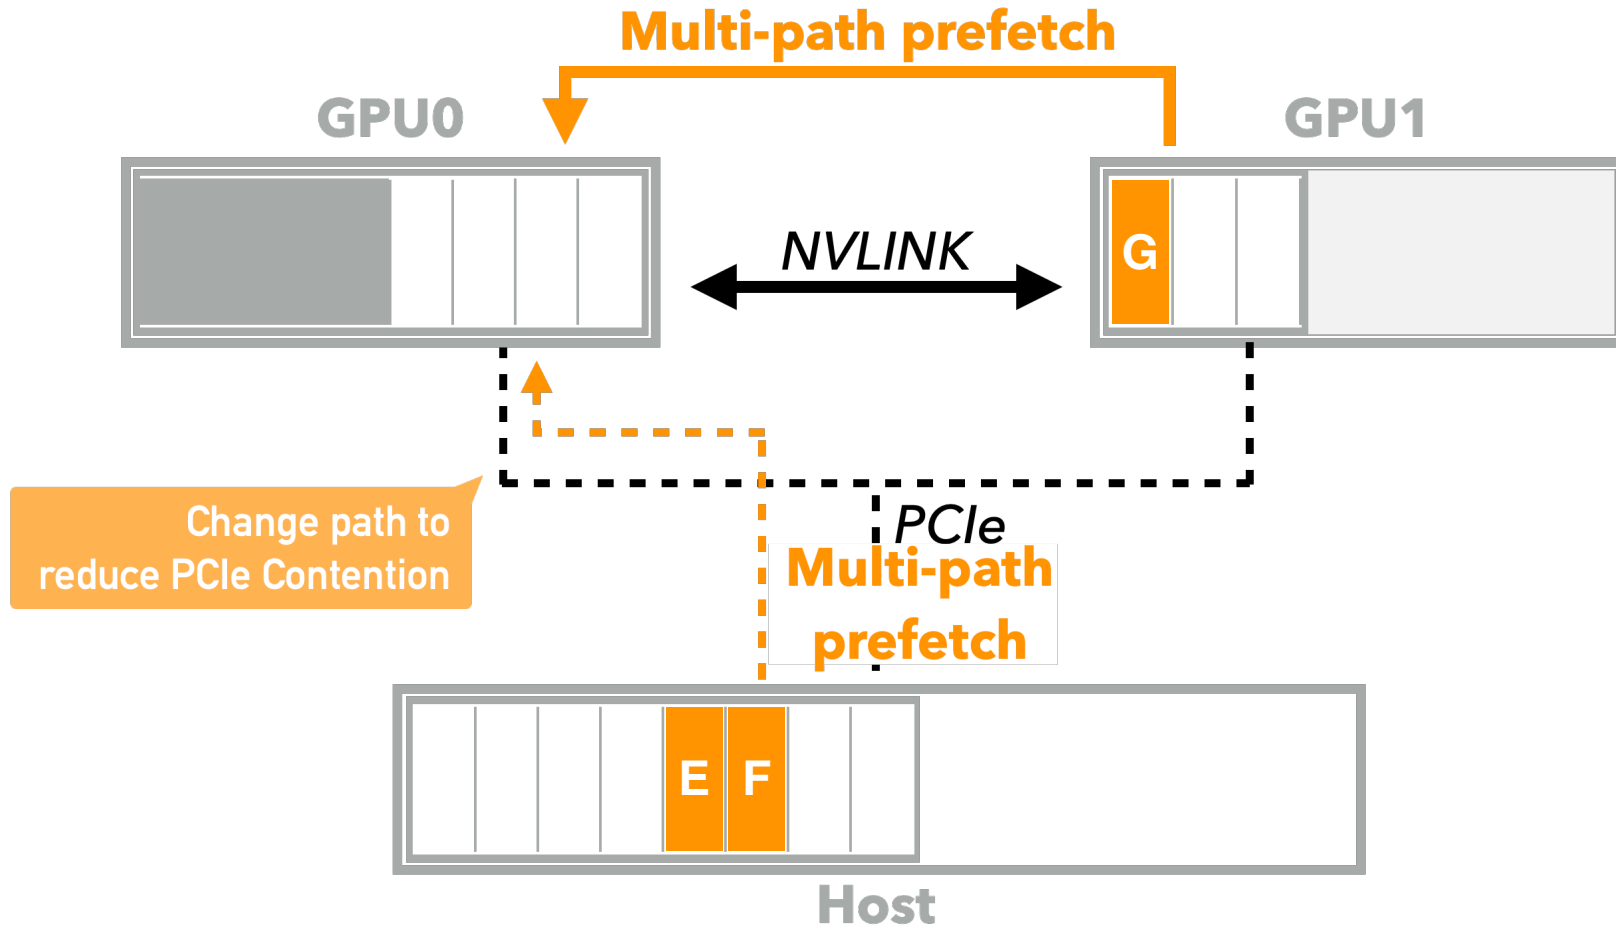 Multi-path prefetch
GPU0
GPU1
G
NVLINK
Change path to
reduce PCIe Contention
PCIe
Multi-path
prefetch
E
F
Host